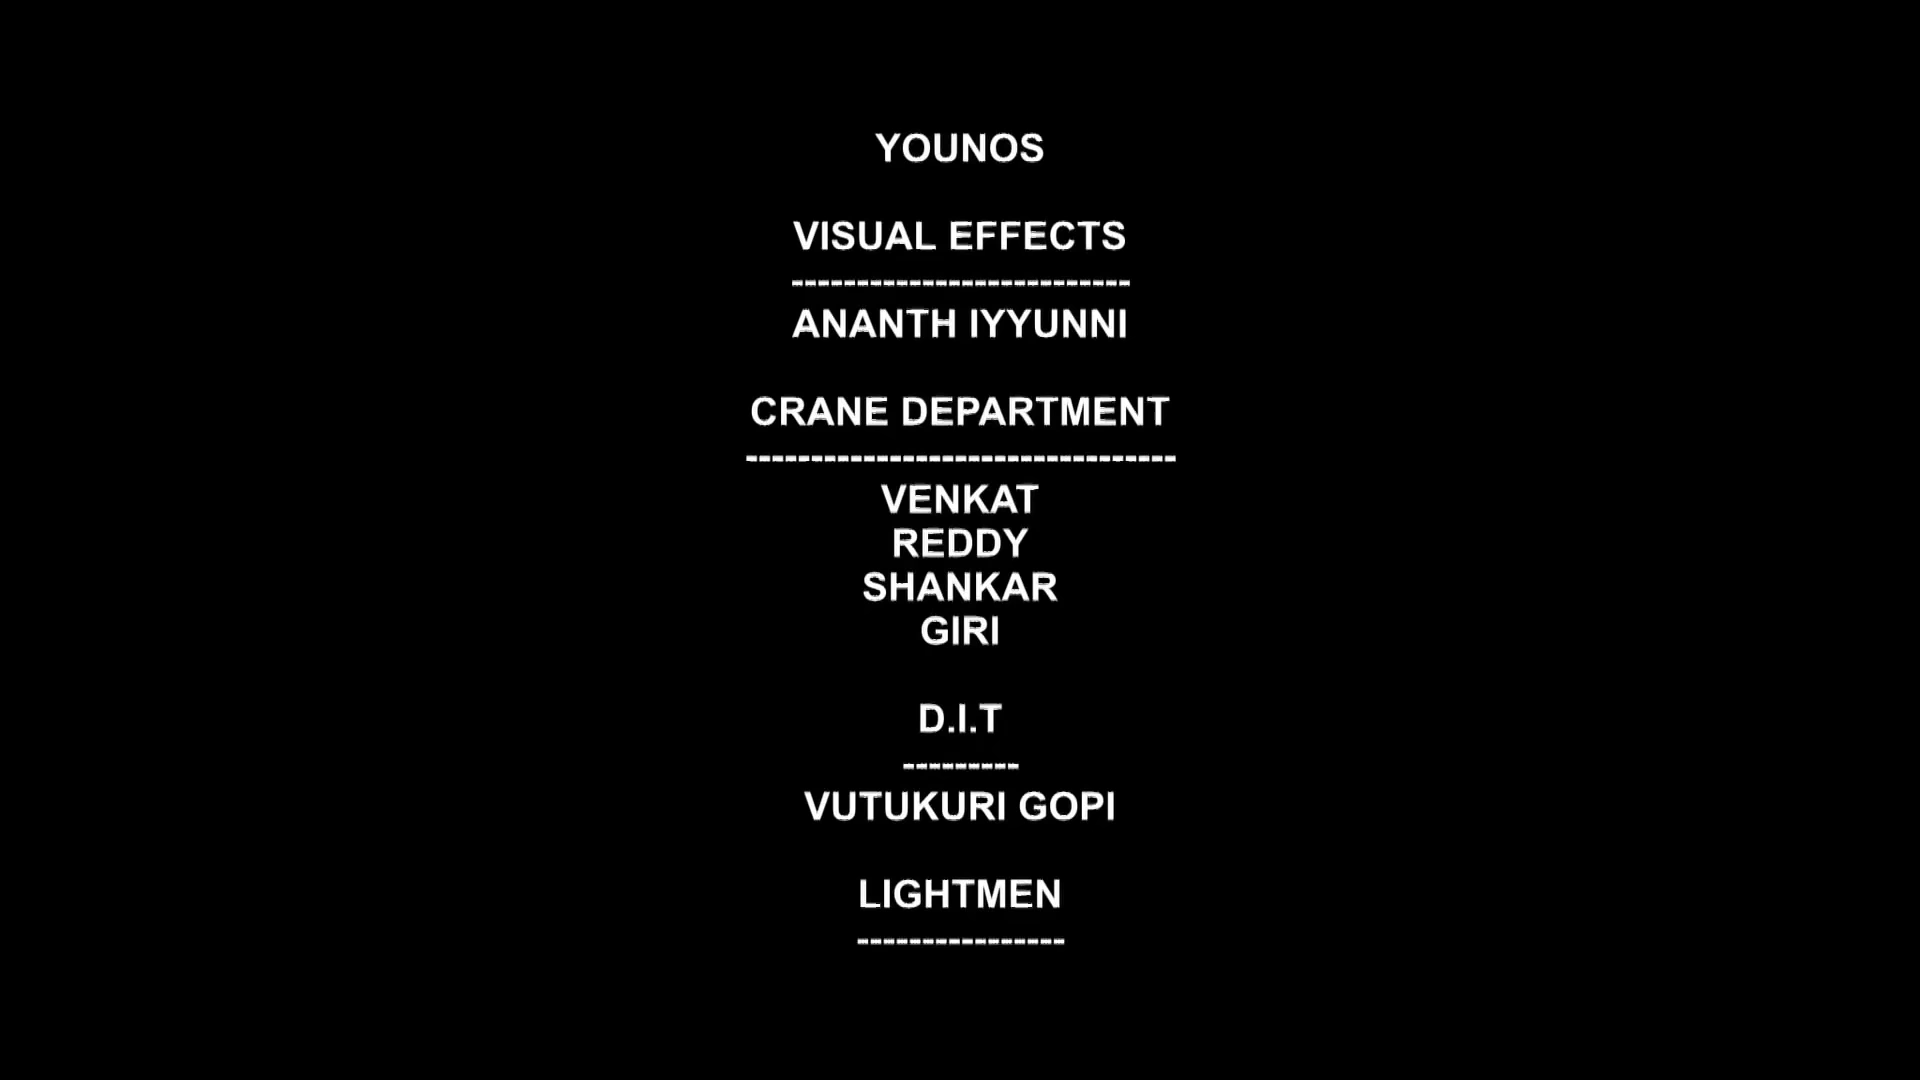 YOUNOS
VISUAL EFFECTS
--------------------------
ANANTH IYYUNNI
CRANE DEPARTMENT
---------------------------------
VENKAT
REDDY
SHANKAR
GIRI
D.I.T
---------
VUTUKURI GOPI
LIGHTMEN
----------------